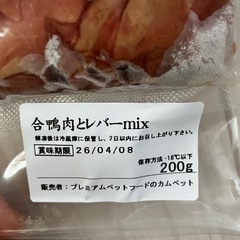 合鴨肉とレバーmix
解凍後は冷蔵庫に保管し、2日以内にお召し上がり下さい。
賞味期限 26/04/08
保存方法 -18℃以下
200g
販売者：プレミアムペットフードのカムペット